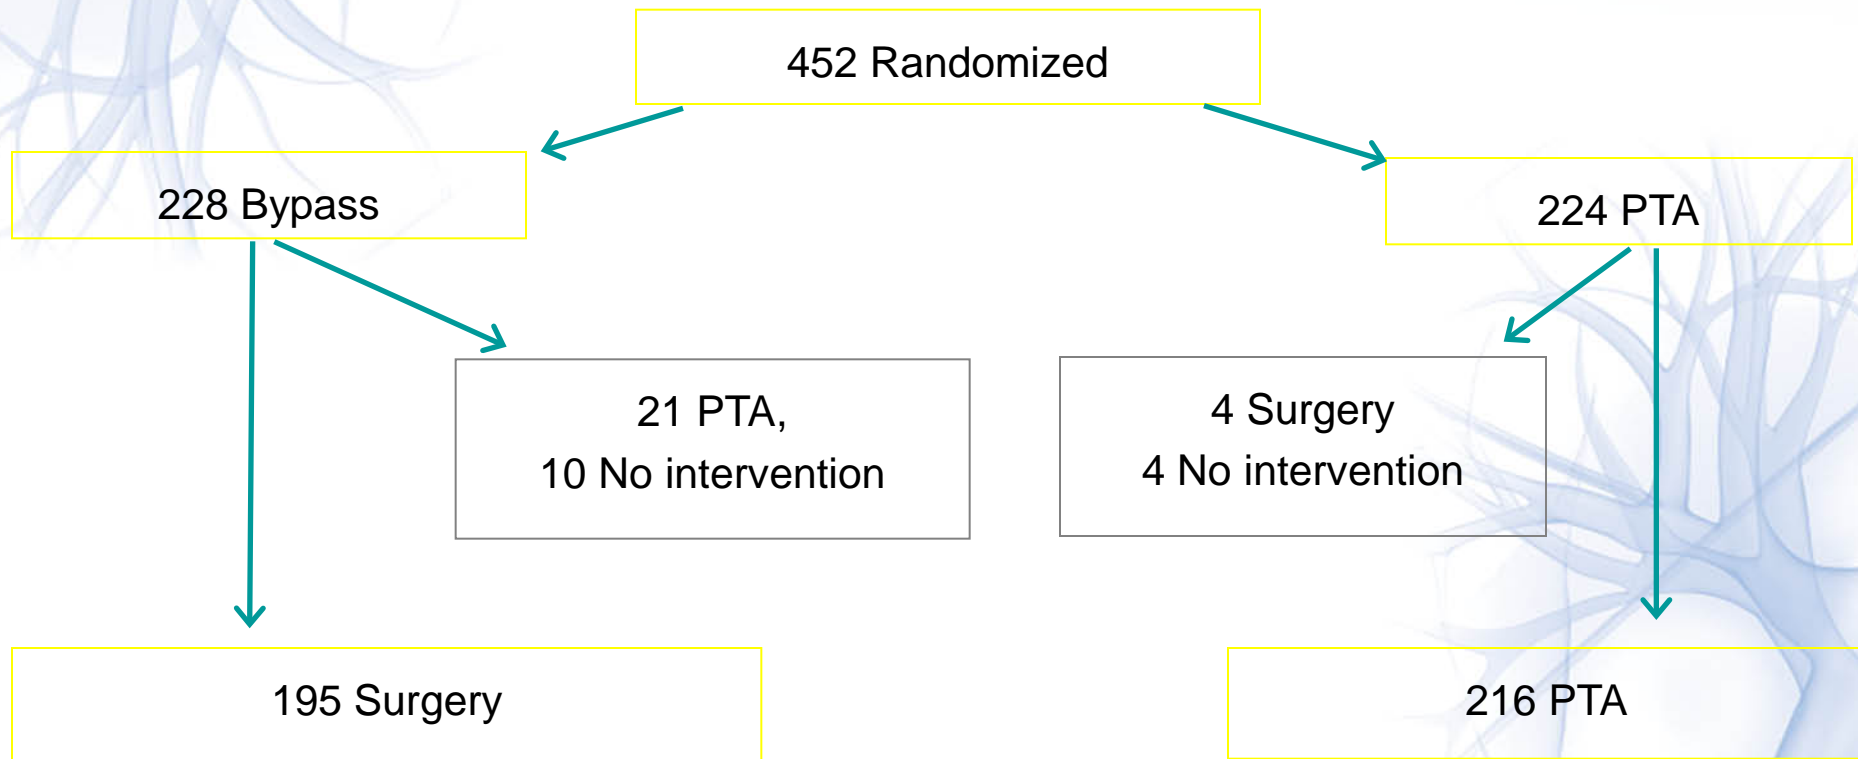 452 Randomized
228 Bypass
224 PTA
21 PTA,
10 No intervention
4 Surgery
4 No intervention
195 Surgery
216 PTA